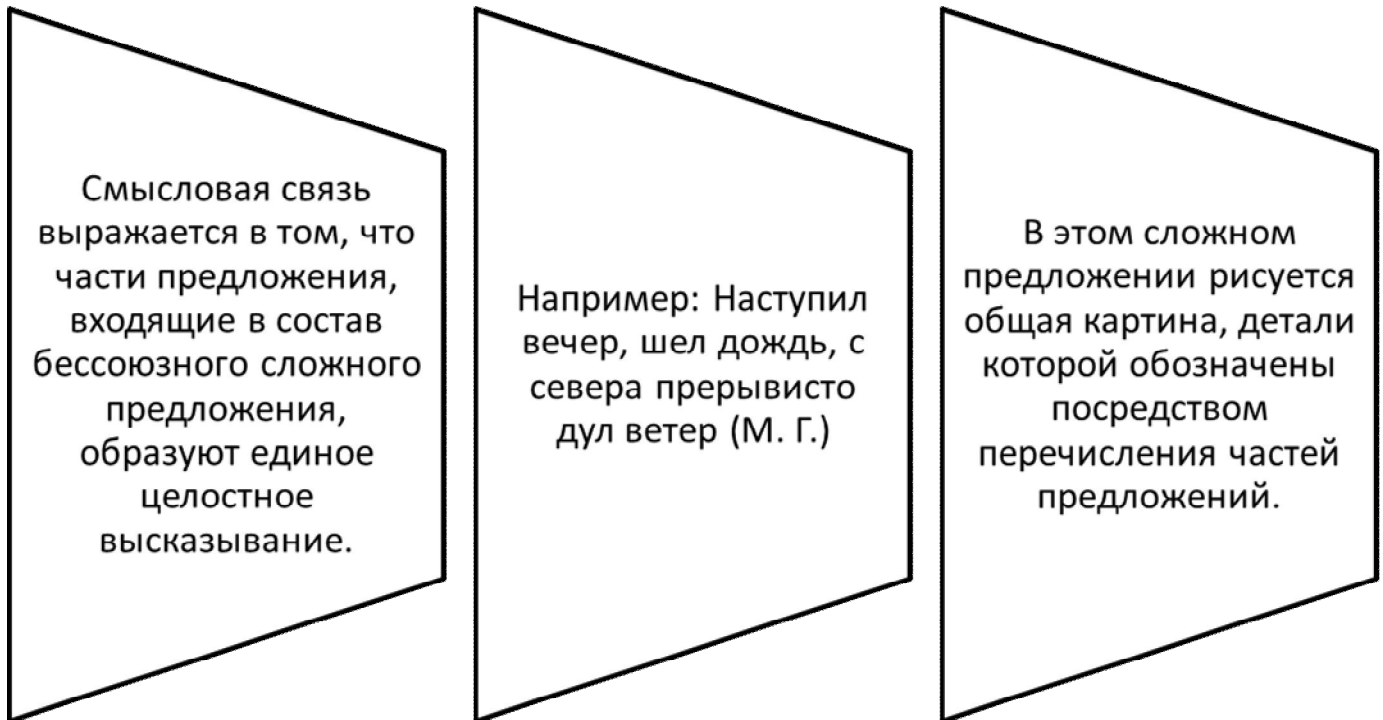 Смысловая связь
выражается в том, что
части предложения,
входящие в состав
бессоюзного сложного
предложения,
образуют единое
целостное
высказывание.
Например: Наступил
вечер, шел дождь, с
севера прерывисто
дул ветер (М. Г.)
В этом сложном
предложении рисуется
общая картина, детали
которой обозначены
посредством
перечисления частей
предложений.